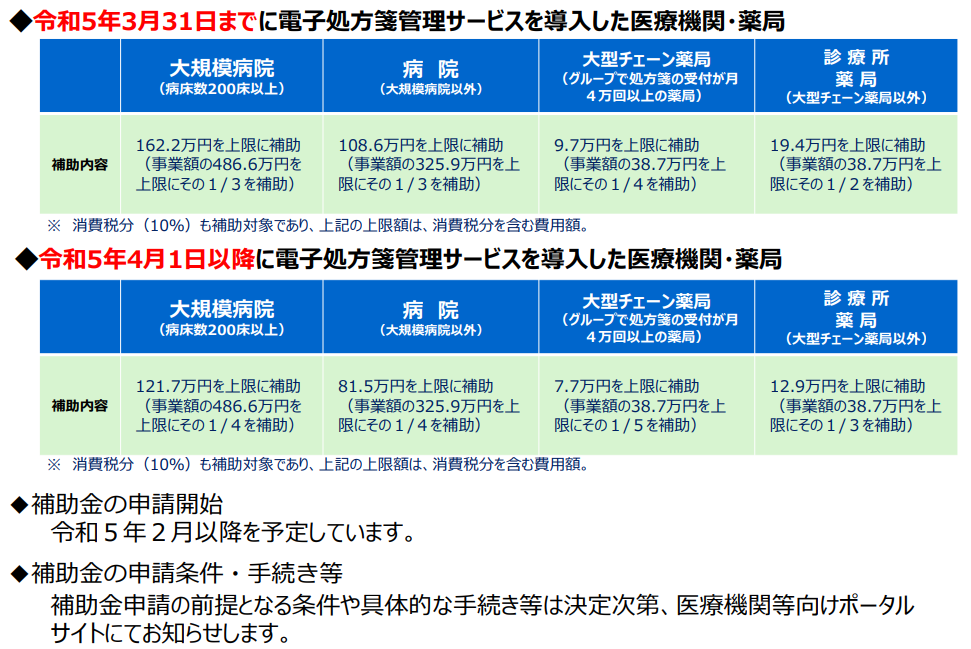 ◆令和5年3月31日までに電子処方箋管理サービスを導入した医療機関・薬局
大規模病院
（病床数200床以上）
病 院
（大規模病院以外）
大型チェーン薬局
（グループで処方箋の受付が月
４万回以上の薬局）
診 療 所
薬 局
（大型チェーン薬局以外）
補助内容
162.2万円を上限に補助
（事業額の486.6万円を
上限にその１/３を補助）
108.6万円を上限に補助
（事業額の325.9万円を上
限にその１/３を補助）
9.7万円を上限に補助
（事業額の38.7万円を上
限にその１/４を補助）
19.4万円を上限に補助
（事業額の38.7万円を上
限にその１/２を補助）
※ 消費税分（10％）も補助対象であり、上記の上限額は、消費税分を含む費用額。
◆令和5年4月1日以降に電子処方箋管理サービスを導入した医療機関・薬局
大規模病院
（病床数200床以上）
病 院
（大規模病院以外）
大型チェーン薬局
（グループで処方箋の受付が月
４万回以上の薬局）
診 療 所
薬 局
（大型チェーン薬局以外）
補助内容
121.7万円を上限に補助
（事業額の486.6万円を
上限にその１/４を補助）
81.5万円を上限に補助
（事業額の325.9万円を上
限にその１/４を補助）
7.7万円を上限に補助
（事業額の38.7万円を上
限にその１/５を補助）
12.9万円を上限に補助
（事業額の38.7万円を上
限にその１/３を補助）
※ 消費税分（10％）も補助対象であり、上記の上限額は、消費税分を含む費用額。
◆補助金の申請開始
令和５年２月以降を予定しています。
◆補助金の申請条件・手続き等
補助金申請の前提となる条件や具体的な手続き等は決定次第、医療機関等向けポータル
サイトにてお知らせします。